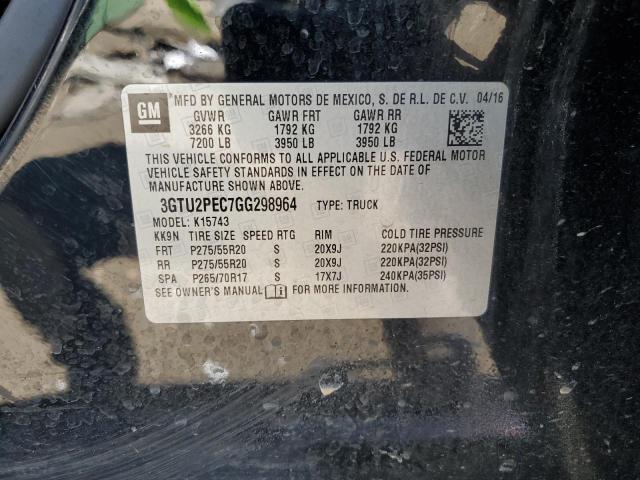 GM MFD BY GENERAL MOTORS DE MEXICO, S. DE R.L. DE C.V. 04/16
GVWR GAWR FRT GAWR RR
3266 KG 1792 KG 1792 KG
7200 LB 3950 LB 3950 LB
THIS VEHICLE CONFORMS TO ALL APPLICABLE U.S. FEDERAL MOTOR
VEHICLE SAFETY STANDARDS IN EFFECT ON THE DATE OF
MANUFACTURE SHOWN ABOVE.
3GTU2PEC7GG298964 TYPE: TRUCK
MODEL: K15743
KK9N TIRE SIZE SPEED RTG RIM COLD TIRE PRESSURE
FRT P275/55R20 S 20X9J 220KPA(32PSI)
RR P275/55R20 S 20X9J 220KPA(32PSI)
SPA P265/70R17 S 17X7J 240KPA(35PSI)
SEE OWNER'S MANUAL FOR MORE INFORMATION.